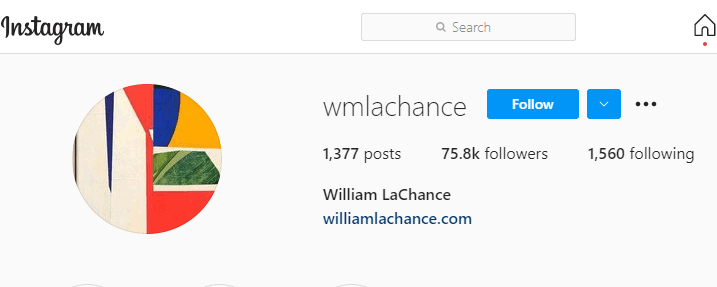 Instagram
Search
wmlachance Follow
1,377 posts 75.8k followers 1,560 following
William LaChance
williamlachance.com